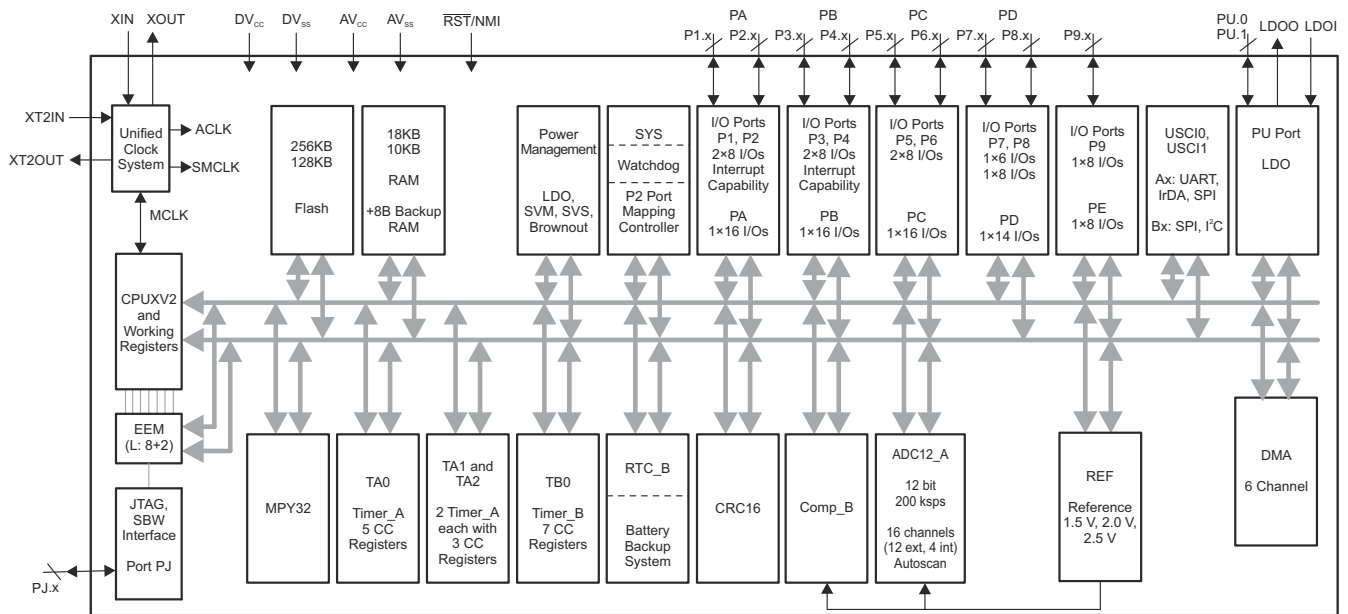 XIN XOUT DVCC DVSS AVCC AVSS RST/NMI PA PB PC PD PU.0 LDOO LDOI
P1.x P2.x P3.x P4.x P5.x P6.x P7.x P8.x P9.x PU.1
XT2IN
XT2OUT
Unified
Clock
System
ACLK
SMCLK
MCLK
256KB
128KB
Flash
18KB
10KB
RAM
+8B Backup
RAM
Power
Management
LDO,
SVM, SVS,
Brownout
SYS
Watchdog
P2 Port
Mapping
Controller
I/O Ports
P1, P2
2×8 I/Os
Interrupt
Capability
PA
1×16 I/Os
I/O Ports
P3, P4
2×8 I/Os
Interrupt
Capability
PB
1×16 I/Os
I/O Ports
P5, P6
2×8 I/Os
PC
1×16 I/Os
I/O Ports
P7, P8
1×6 I/Os
1×8 I/Os
PD
1×14 I/Os
I/O Ports
P9
1×8 I/Os
PE
1×8 I/Os
USCI0,
USCI1
Ax: UART,
IrDA, SPI
Bx: SPI, I²C
PU Port
LDO
CPUXV2
and
Working
Registers
EEM
(L: 8+2)
JTAG,
SBW
Interface
Port PJ
PJ.x
MPY32
TA0
Timer_A
5 CC
Registers
TA1 and
TA2
2 Timer_A
each with
3 CC
Registers
TB0
Timer_B
7 CC
Registers
RTC_B
Battery
Backup
System
CRC16
Comp_B
ADC12_A
12 bit
200 ksps
16 channels
(12 ext, 4 int)
Autoscan
REF
Reference
1.5 V, 2.0 V,
2.5 V
DMA
6 Channel